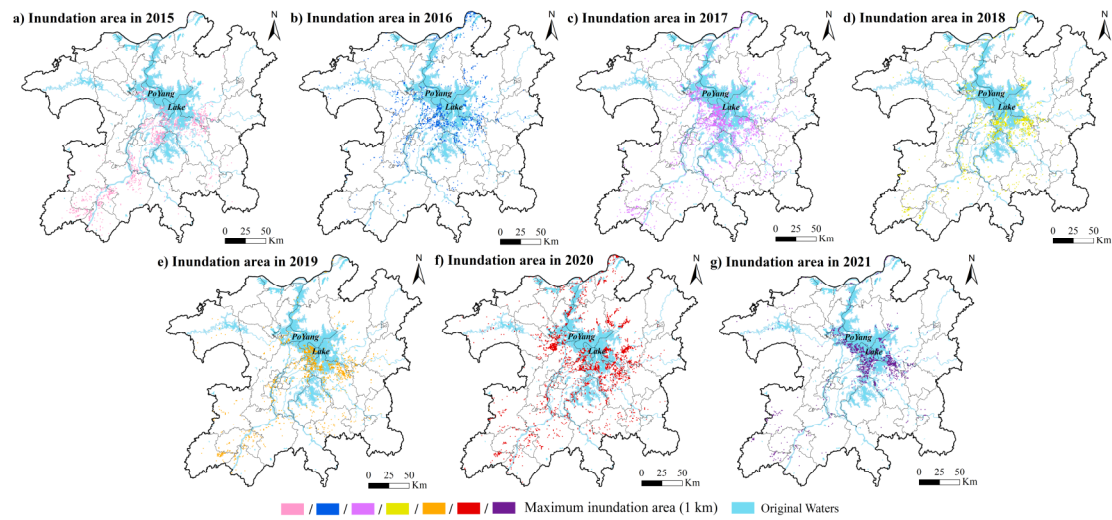 a) Inundation area in 2015
N
PoYang
Lake
0 25 50
Km
b) Inundation area in 2016
N
PoYang
Lake
0 25 50
Km
c) Inundation area in 2017
N
PoYang
Lake
0 25 50
Km
d) Inundation area in 2018
N
PoYang
Lake
0 25 50
Km
e) Inundation area in 2019
N
PoYang
Lake
0 25 50
Km
f) Inundation area in 2020
N
PoYang
Lake
0 25 50
Km
g) Inundation area in 2021
N
PoYang
Lake
0 25 50
Km
/ / / / / / Maximum inundation area (1 km) Original Waters